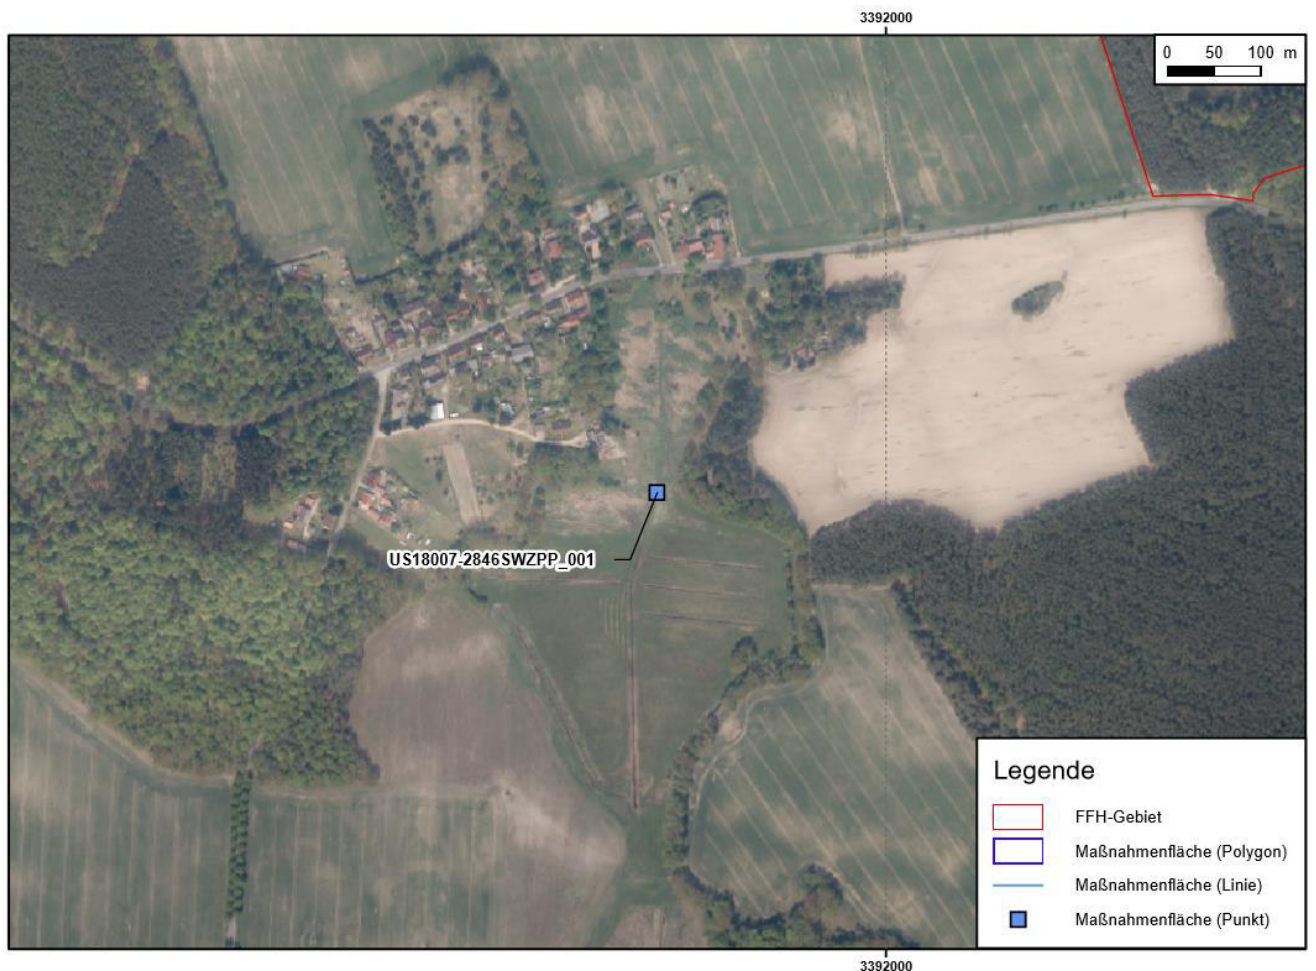 3392000
0 50 100 m
US18007-2846SWZPP_001
Legende
FFH-Gebiet
Maßnahmenfläche (Polygon)
Maßnahmenfläche (Linie)
Maßnahmenfläche (Punkt)
3392000